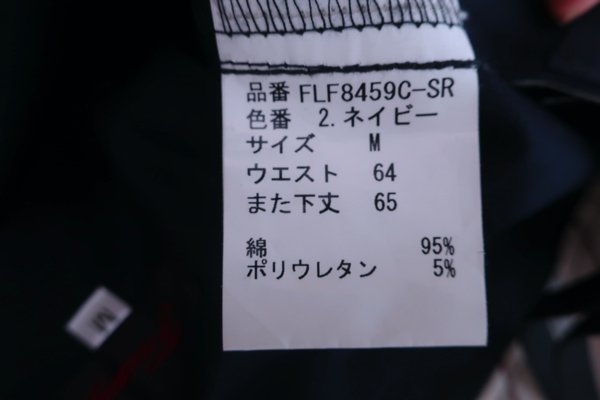 品番 FLF8459C-SR
色番 2.ネイビー
サイズ M
ウエスト 64
また下丈 65
綿 95%
ポリウレタン 5%
M